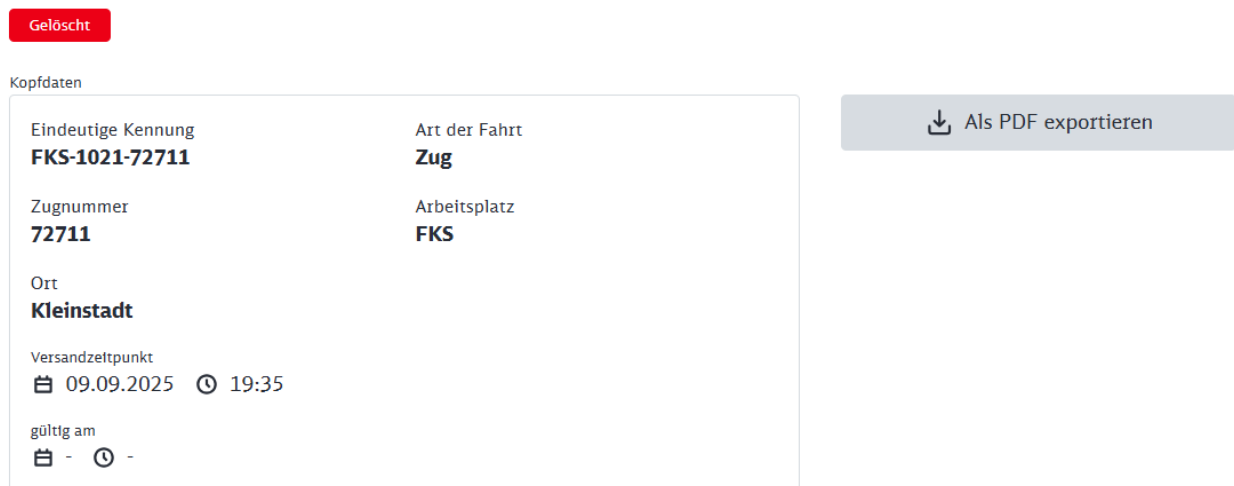 Gelöscht
Kopfdaten
Als PDF exportieren
Eindeutige Kennung
FKS-1021-72711
Art der Fahrt
Zug
Zugnummer
72711
Arbeitsplatz
FKS
Ort
Kleinstadt
Versandzeitpunkt
09.09.2025 19:35
gültig am
- -